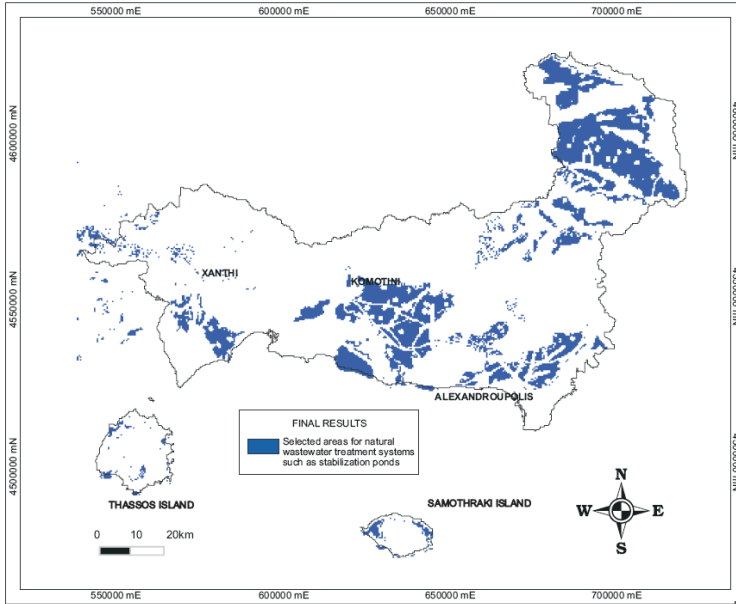 550000 mE 600000 mE 650000 mE 700000 mE
4600000 mN
4550000 mN
4500000 mN
XANTHI
KOMOTINI
ALEXANDROUPOLIS
FINAL RESULTS
Selected areas for natural
wastewater treatment systems
such as stabilization ponds
THASSOS ISLAND
SAMOTHRAKI ISLAND
0 10 20km
N
W E
S
550000 mE 600000 mE 650000 mE 700000 mE